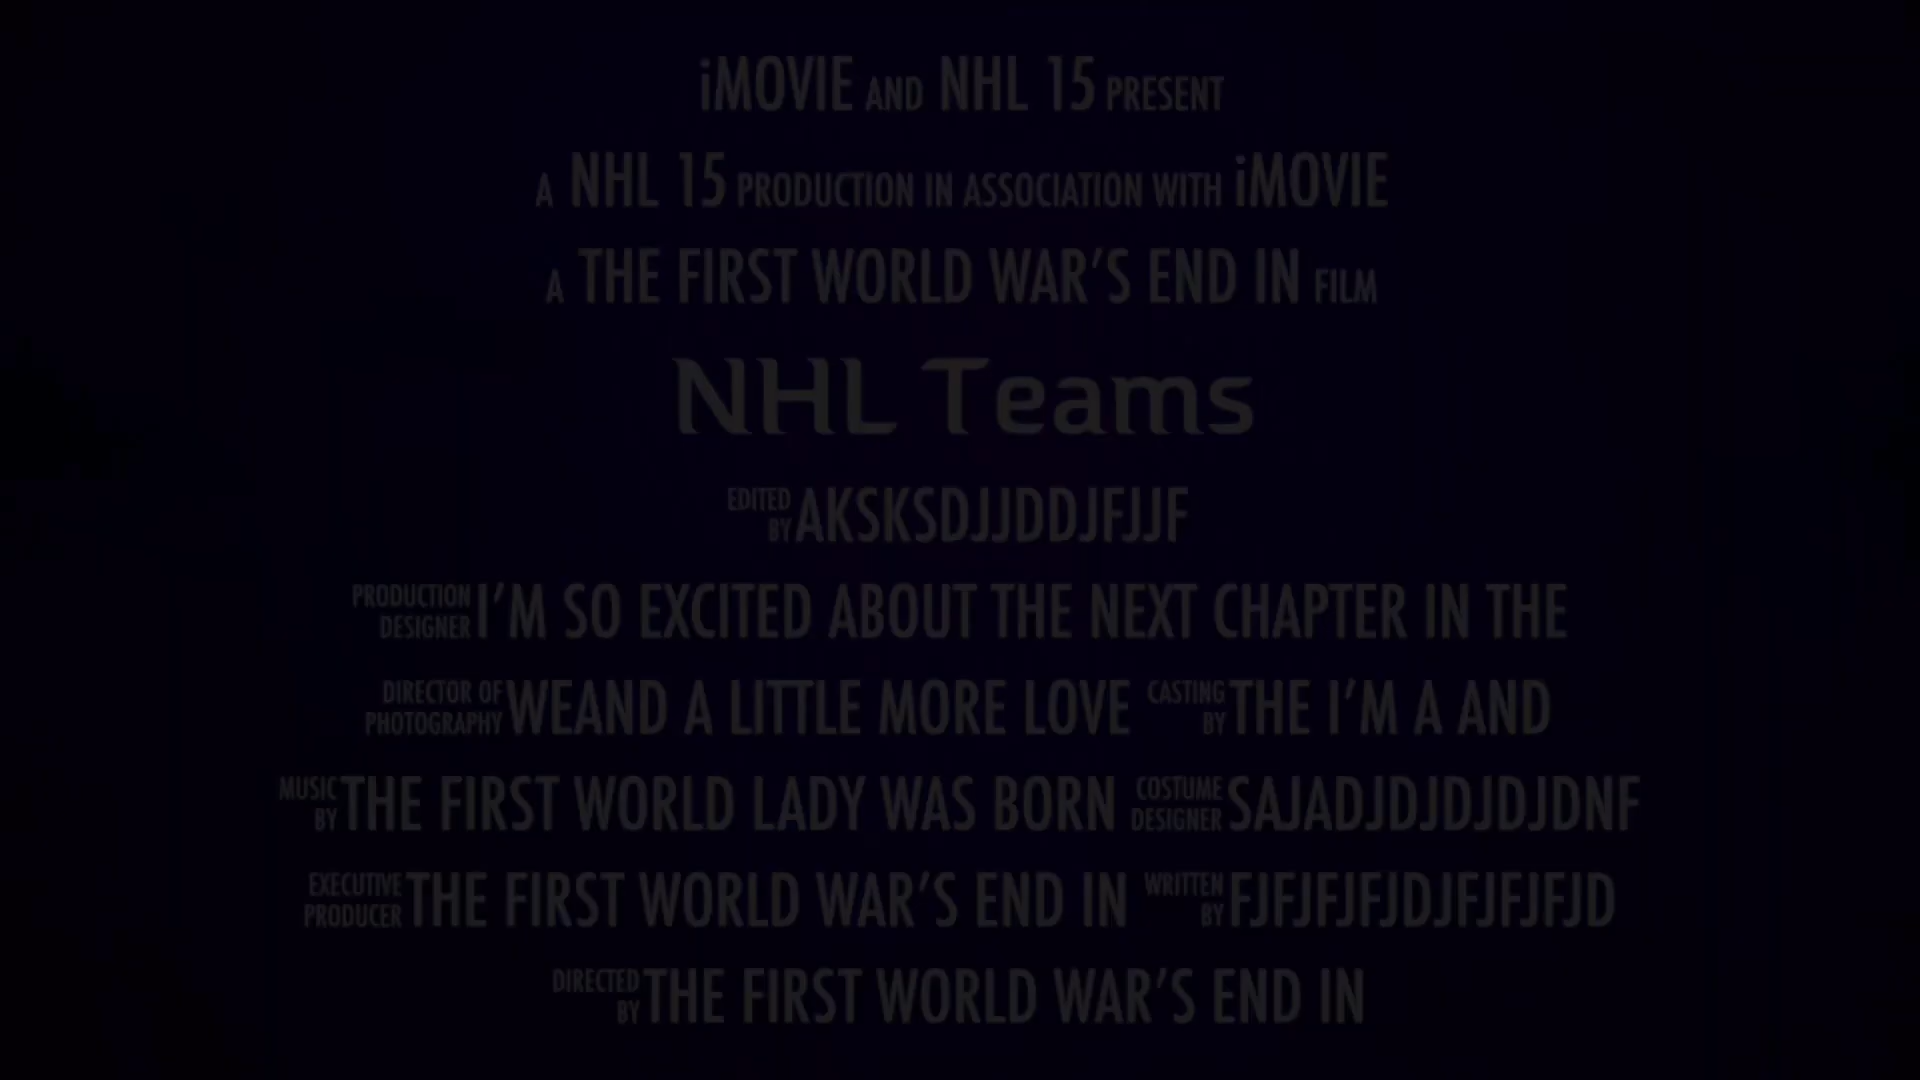 iMOVIE AND NHL 15 PRESENT
A NHL 15 PRODUCTION IN ASSOCIATION WITH iMOVIE
A THE FIRST WORLD WAR'S END IN FILM
NHL Teams
EDITED BY AKSKSDJJDDJFJJF
PRODUCTION DESIGNER I'M SO EXCITED ABOUT THE NEXT CHAPTER IN THE
DIRECTOR OF PHOTOGRAPHY WEAND A LITTLE MORE LOVE CASTING BY THE I'M A AND
MUSIC BY THE FIRST WORLD LADY WAS BORN COSTUME DESIGNER SAJADJDJDJDJDNF
EXECUTIVE PRODUCER THE FIRST WORLD WAR'S END IN WRITTEN BY FJFJFJFJDJFJFJFJD
DIRECTED BY THE FIRST WORLD WAR'S END IN